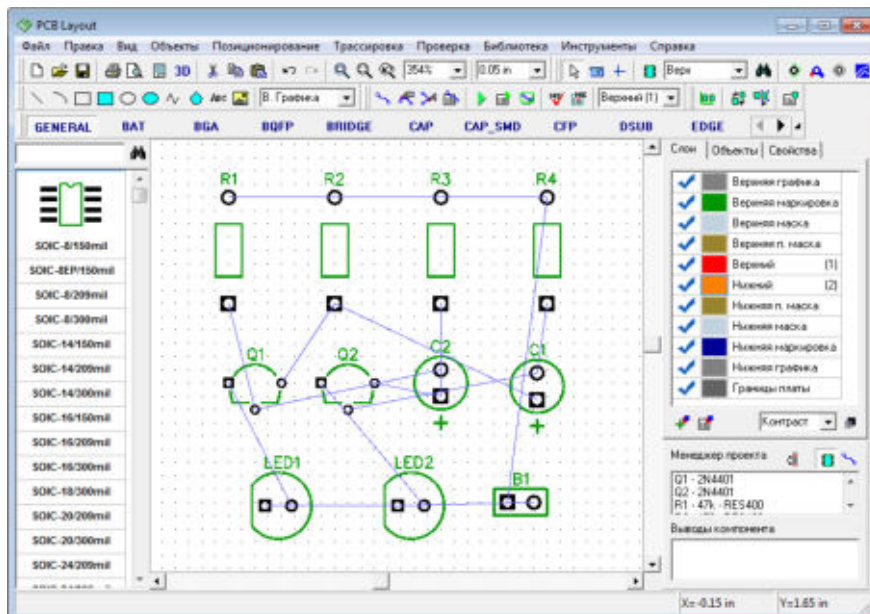 PCB Layout
Файл Правка Вид Объекты Позиционирование Трассировка Проверка Библиотека Инструменты Справка
3D 354% 0.05 in Верх
Abc В. Графика Верхний (1)
GENERAL BAT BGA BQFP BRIDGE CAP CAP_SMD CFP DSUB EDGE
Слои Объекты Свойства
R1 R2 R3 R4
Верхняя графика
Верхняя маркировка
Верхняя маска
Верхняя п. маска
Верхний (1)
Нижний (2)
Нижняя п. маска
Нижняя маска
Нижняя маркировка
Нижняя графика
Границы платы
SOIC-8/150mil
SOIC-8EP/150mil
SOIC-8/209mil
SOIC-8/300mil
SOIC-14/150mil
SOIC-14/209mil
SOIC-14/300mil
SOIC-16/150mil
SOIC-16/209mil
SOIC-16/300mil
SOIC-18/300mil
SOIC-20/209mil
SOIC-20/300mil
SOIC-24/209mil
Q1 Q2 C2 C1
+ +
LED1 LED2 B1
Контраст
Менеджер проекта
Q1 - 2N4401
Q2 - 2N4401
R1 - 47k - RES400
Выводы компонента
X=-0.15 in Y=1.65 in